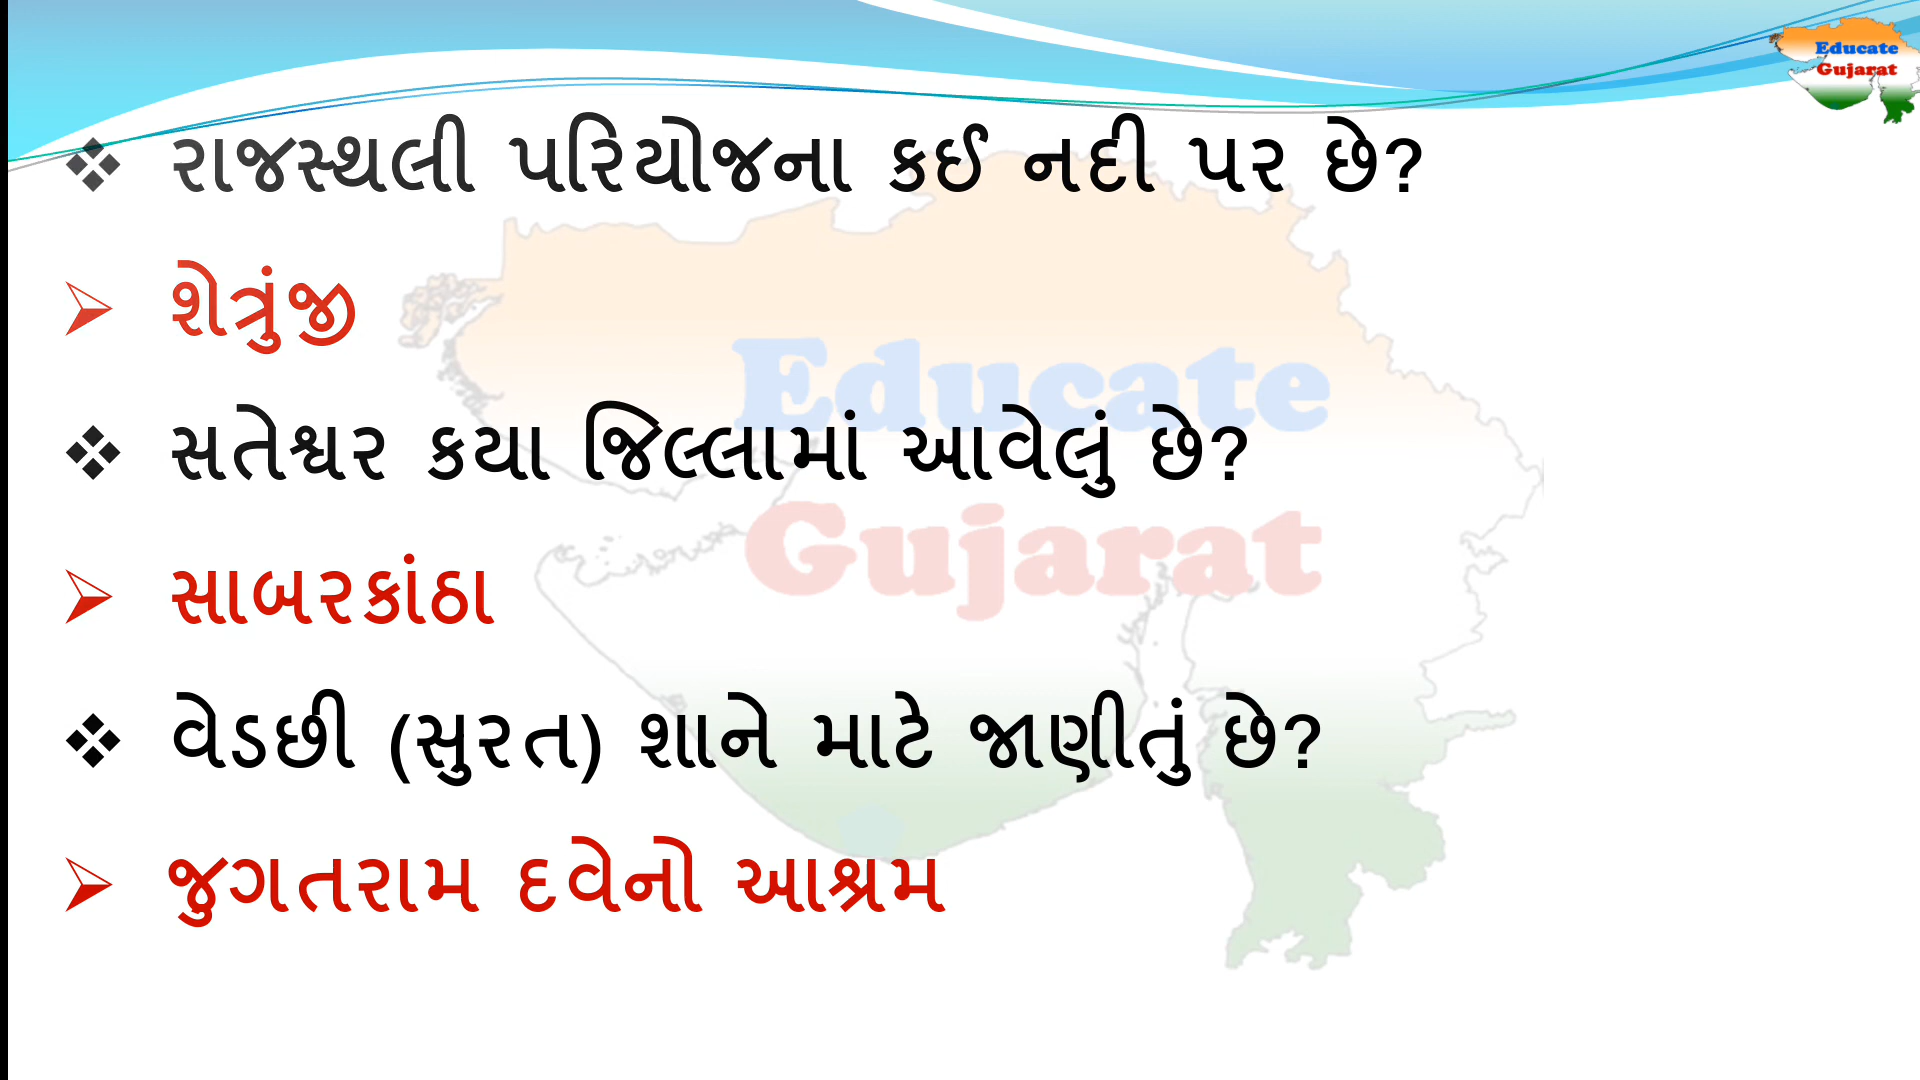 Educate
Gujarat
રાજસ્થલી પરિયોજના કઈ નદી પર છે?
શેત્રુંજી
સતેશ્વર કયા જિલ્લામાં આવેલું છે?
સાબરકાંઠા
વેડછી (સુરત) શાને માટે જાણીતું છે?
જુગતરામ દવેનો આશ્રમ
Educate
Gujarat